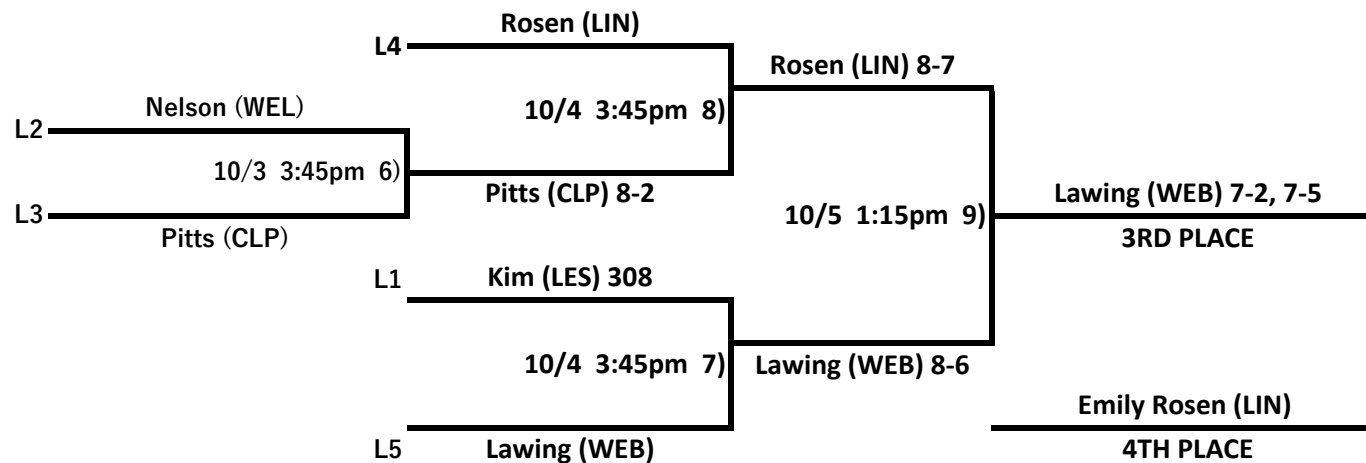 Rosen (LIN)
L4
Rosen (LIN) 8-7
Nelson (WEL)
10/4 3:45pm 8)
L2
10/3 3:45pm 6)
Pitts (CLP) 8-2
Lawing (WEB) 7-2, 7-5
L3
10/5 1:15pm 9)
Pitts (CLP)
3RD PLACE
L1
Kim (LES) 308
10/4 3:45pm 7)
Lawing (WEB) 8-6
Emily Rosen (LIN)
L5
Lawing (WEB)
4TH PLACE